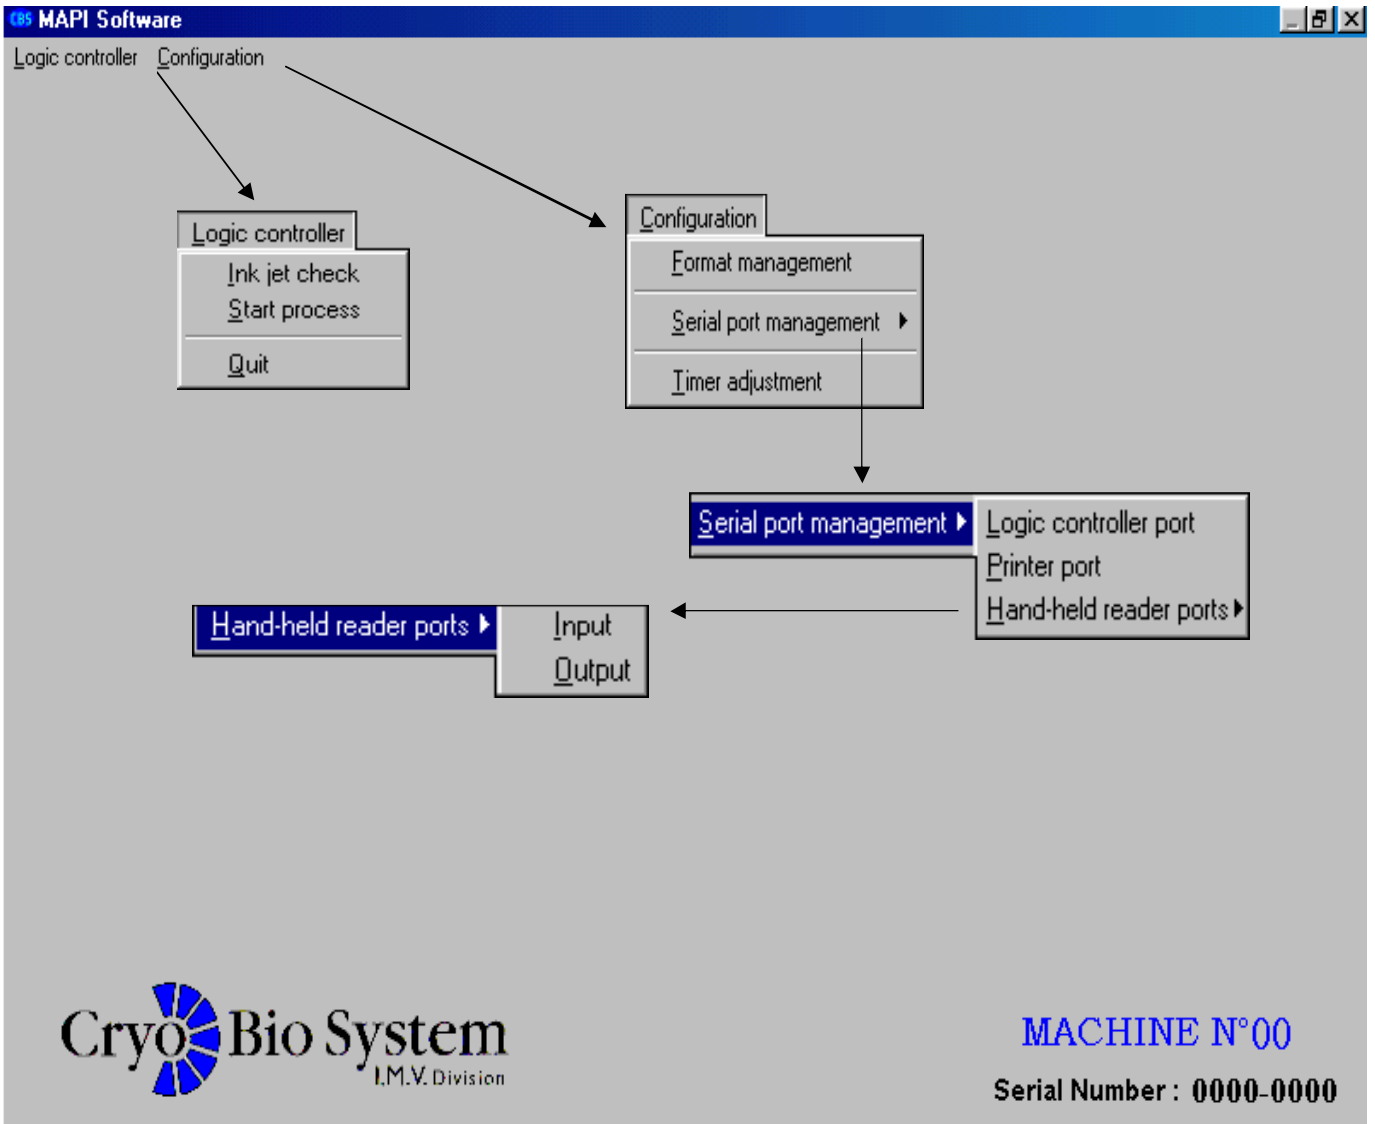 CBS MAPI Software
Logic controller Configuration
Logic controller
Ink jet check
Start process
Quit
Configuration
Format management
Serial port management
Timer adjustment
Serial port management
Logic controller port
Printer port
Hand-held reader ports
Hand-held reader ports
Input
Output
Cryo Bio System
I.M.V. Division
MACHINE N°00
Serial Number : 0000-0000